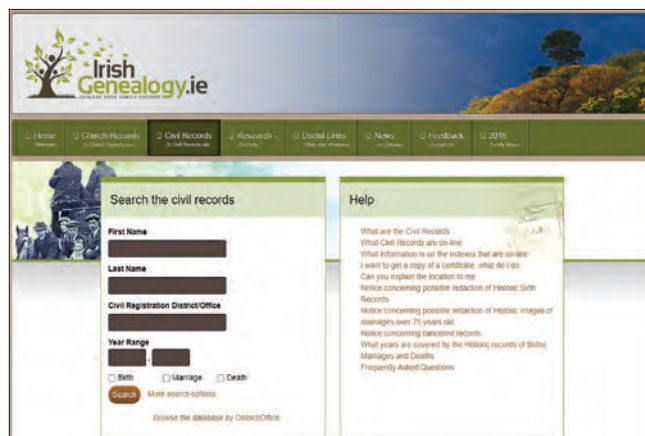 Irish
Genealogy.ie
Home
Church Records
Civil Records
Research
Useful Links
News
Feedback
2016
Search the civil records
First Name
Last Name
Civil Registration District/Office
Year Range
-
Birth
Marriage
Death
Search
More search options
Browse the database by District/Office
Help
What are the Civil Records
What Civil Records are on-line
What information is on the Indexes that are on-line
I want to get a copy of a certificate, what do I do
Can you explain the location to me
Notice concerning possible redaction of Historic Birth
Records
Notice concerning possible redaction of Historic Images of
marriages over 75 years old
Notice concerning cancelled records
What years are covered by the Historic records of Births,
Marriages and Deaths
Frequently Asked Questions